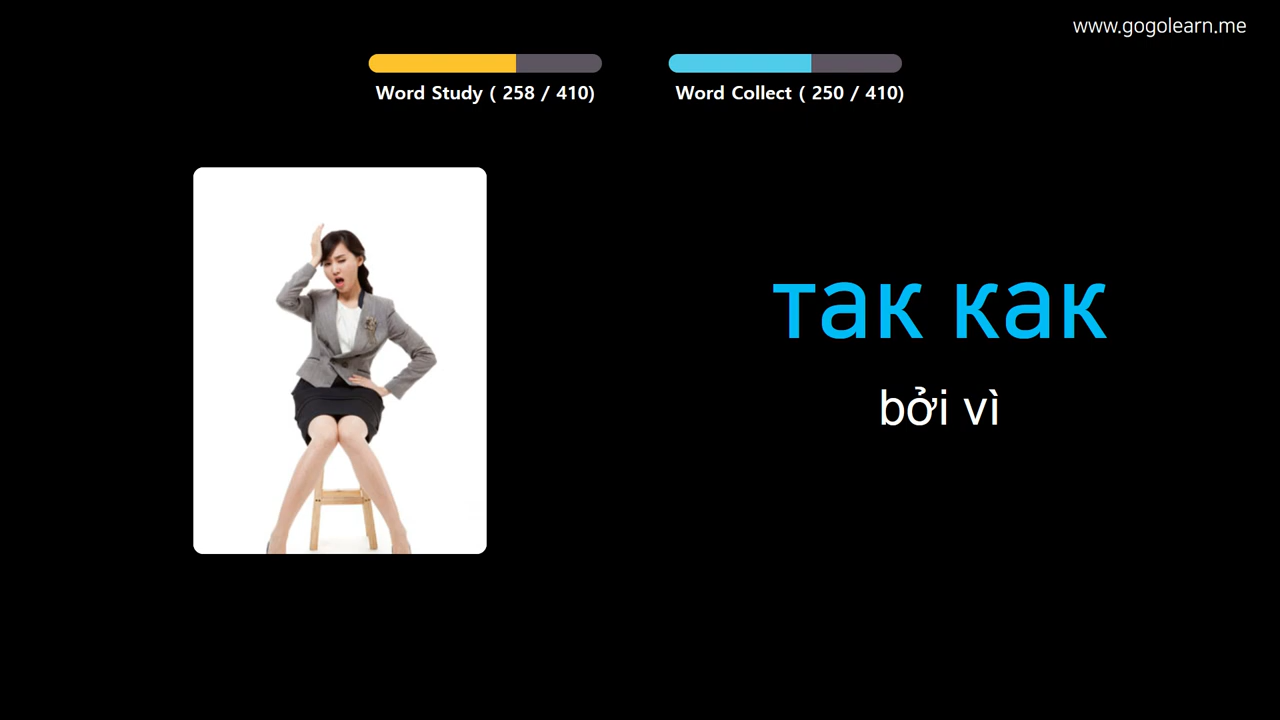 www.gogolearn.me
Word Study ( 258 / 410)
Word Collect ( 250 / 410)
так как
bởi vì